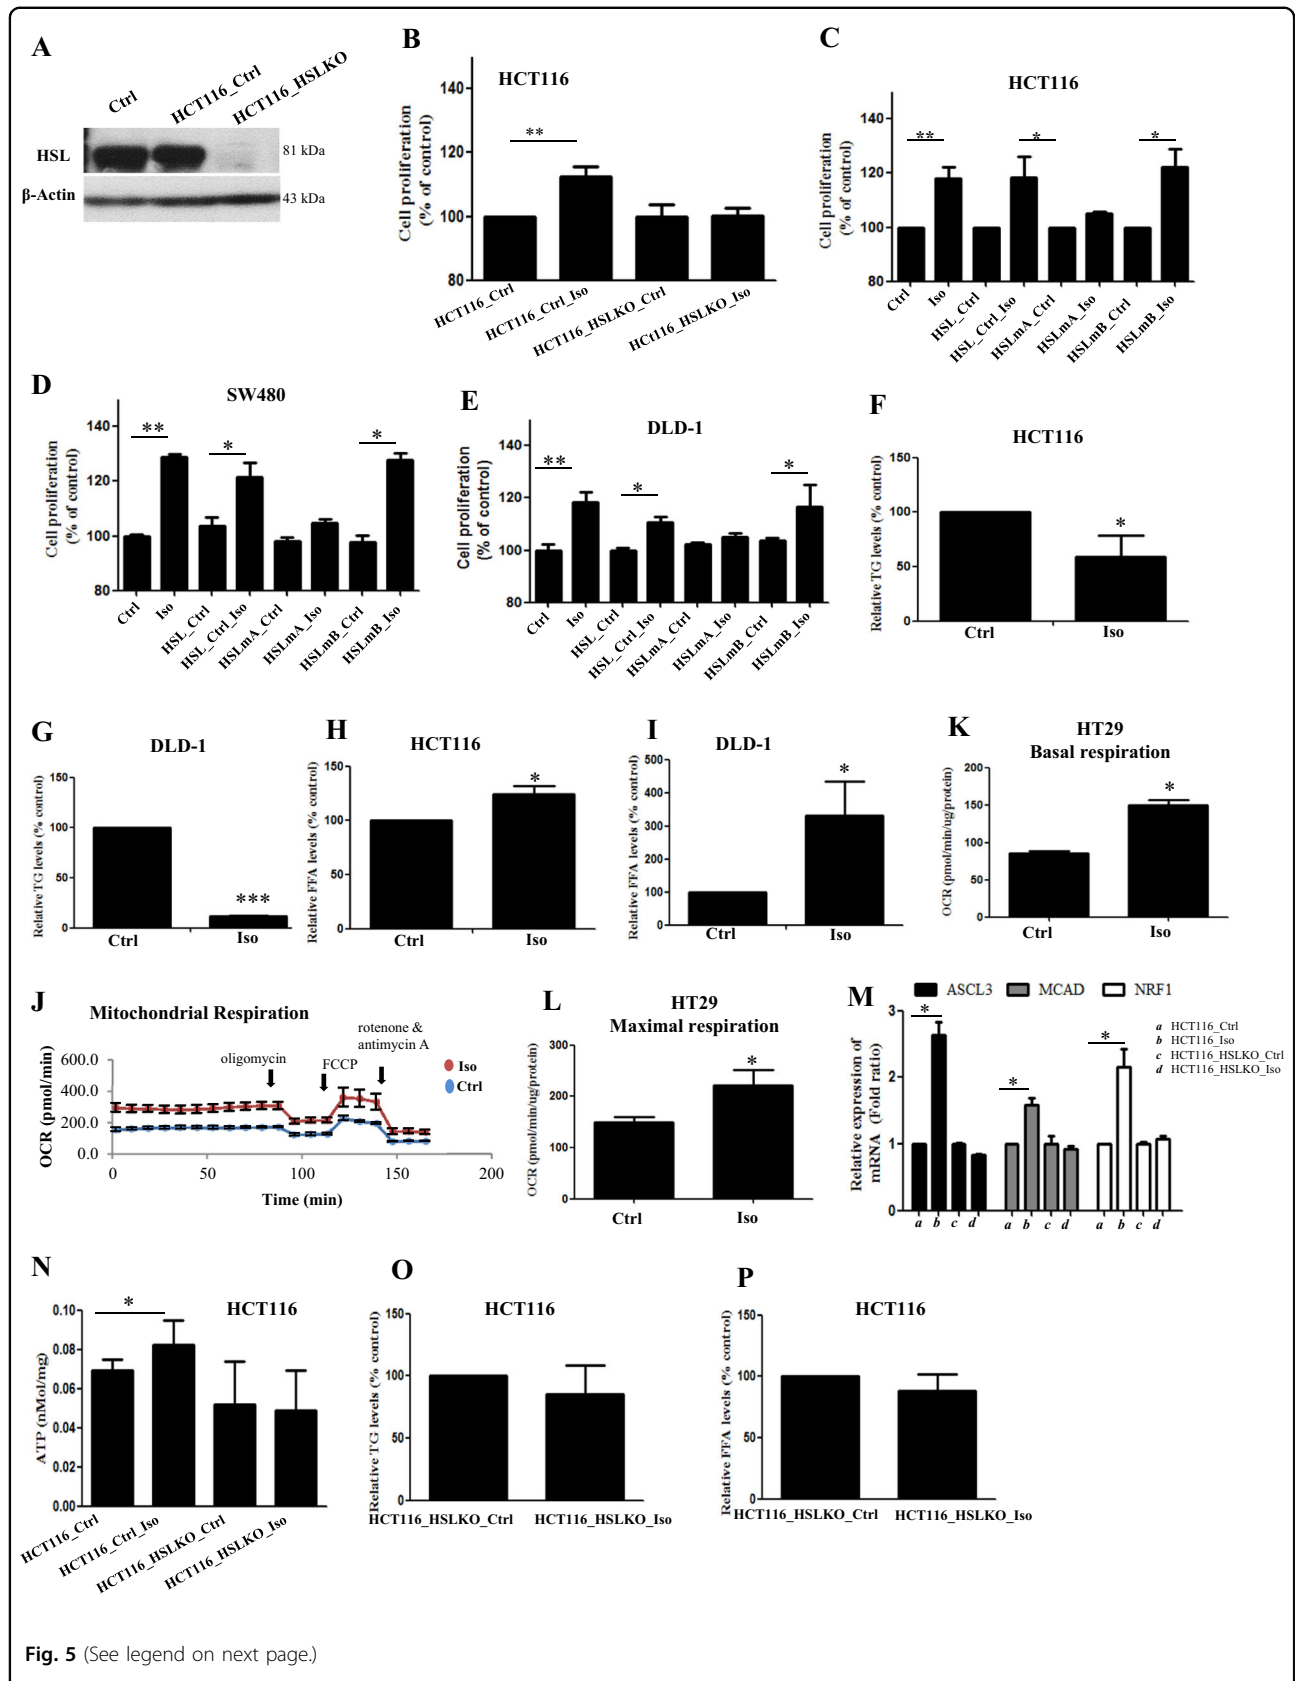 A
Ctrl
HCT116_Ctrl
HCT116_HSLKO
HSL
81 kDa
β-Actin
43 kDa
B
HCT116
Cell proliferation
(% of control)
140
120
100
80
**
HCT116_Ctrl
HCT116_Ctrl_Iso
HCT116_HSLKO_Ctrl
HCt116_HSLKO_Iso
C
HCT116
Cell proliferation
(% of control)
140
120
100
80
**
*
*
Ctrl
Iso
HSL_Ctrl
HSL_Ctrl_Iso
HSLmA_Ctrl
HSLmA_Iso
HSLmB_Ctrl
HSLmB_Iso
D
SW480
Cell proliferation
(% of control)
140
120
100
80
**
*
*
Ctrl
Iso
HSL_Ctrl
HSL_Ctrl_Iso
HSLmA_Ctrl
HSLmA_Iso
HSLmB_Ctrl
HSLmB_Iso
E
DLD-1
Cell proliferation
(% of control)
140
120
100
80
**
*
*
Ctrl
Iso
HSL_Ctrl
HSL_Ctrl_Iso
HSLmA_Ctrl
HSLmA_Iso
HSLmB_Ctrl
HSLmB_Iso
F
HCT116
Relative TG levels (% control)
150
100
50
0
*
Ctrl
Iso
G
DLD-1
Relative TG levels (% control)
150
100
50
0
***
Ctrl
Iso
H
HCT116
Relative FFA levels (% control)
150
100
50
0
*
Ctrl
Iso
I
DLD-1
Relative FFA levels (% control)
500
400
300
200
100
0
*
Ctrl
Iso
K
HT29
Basal respiration
OCR (pmol/min/ug/protein)
200
150
100
50
0
*
Ctrl
Iso
J
Mitochondrial Respiration
OCR (pmol/min)
600.0
400.0
200.0
0.0
oligomycin
FCCP
rotenone &
antimycin A
Iso
Ctrl
0
50
100
150
200
Time (min)
L
HT29
Maximal respiration
OCR (pmol/min/ug/protein)
300
200
100
0
*
Ctrl
Iso
M
ASCL3
MCAD
NRF1
Relative expression of
mRNA (Fold ratio)
3
2
1
0
*
*
*
a HCT116_Ctrl
b HCT116_Iso
c HCT116_HSLKO_Ctrl
d HCT116_HSLKO_Iso
a b c d
a b c d
a b c d
N
HCT116
ATP (nMol/mg)
0.10
0.08
0.06
0.04
0.02
0.00
*
HCT116_Ctrl
HCT116_Ctrl_Iso
HCT116_HSLKO_Ctrl
HCT116_HSLKO_Iso
O
HCT116
Relative TG levels (% control)
150
100
50
0
HCT116_HSLKO_Ctrl
HCT116_HSLKO_Iso
P
HCT116
Relative FFA levels (% control)
150
100
50
0
HCT116_HSLKO_Ctrl
HCT116_HSLKO_Iso
Fig. 5 (See legend on next page.)